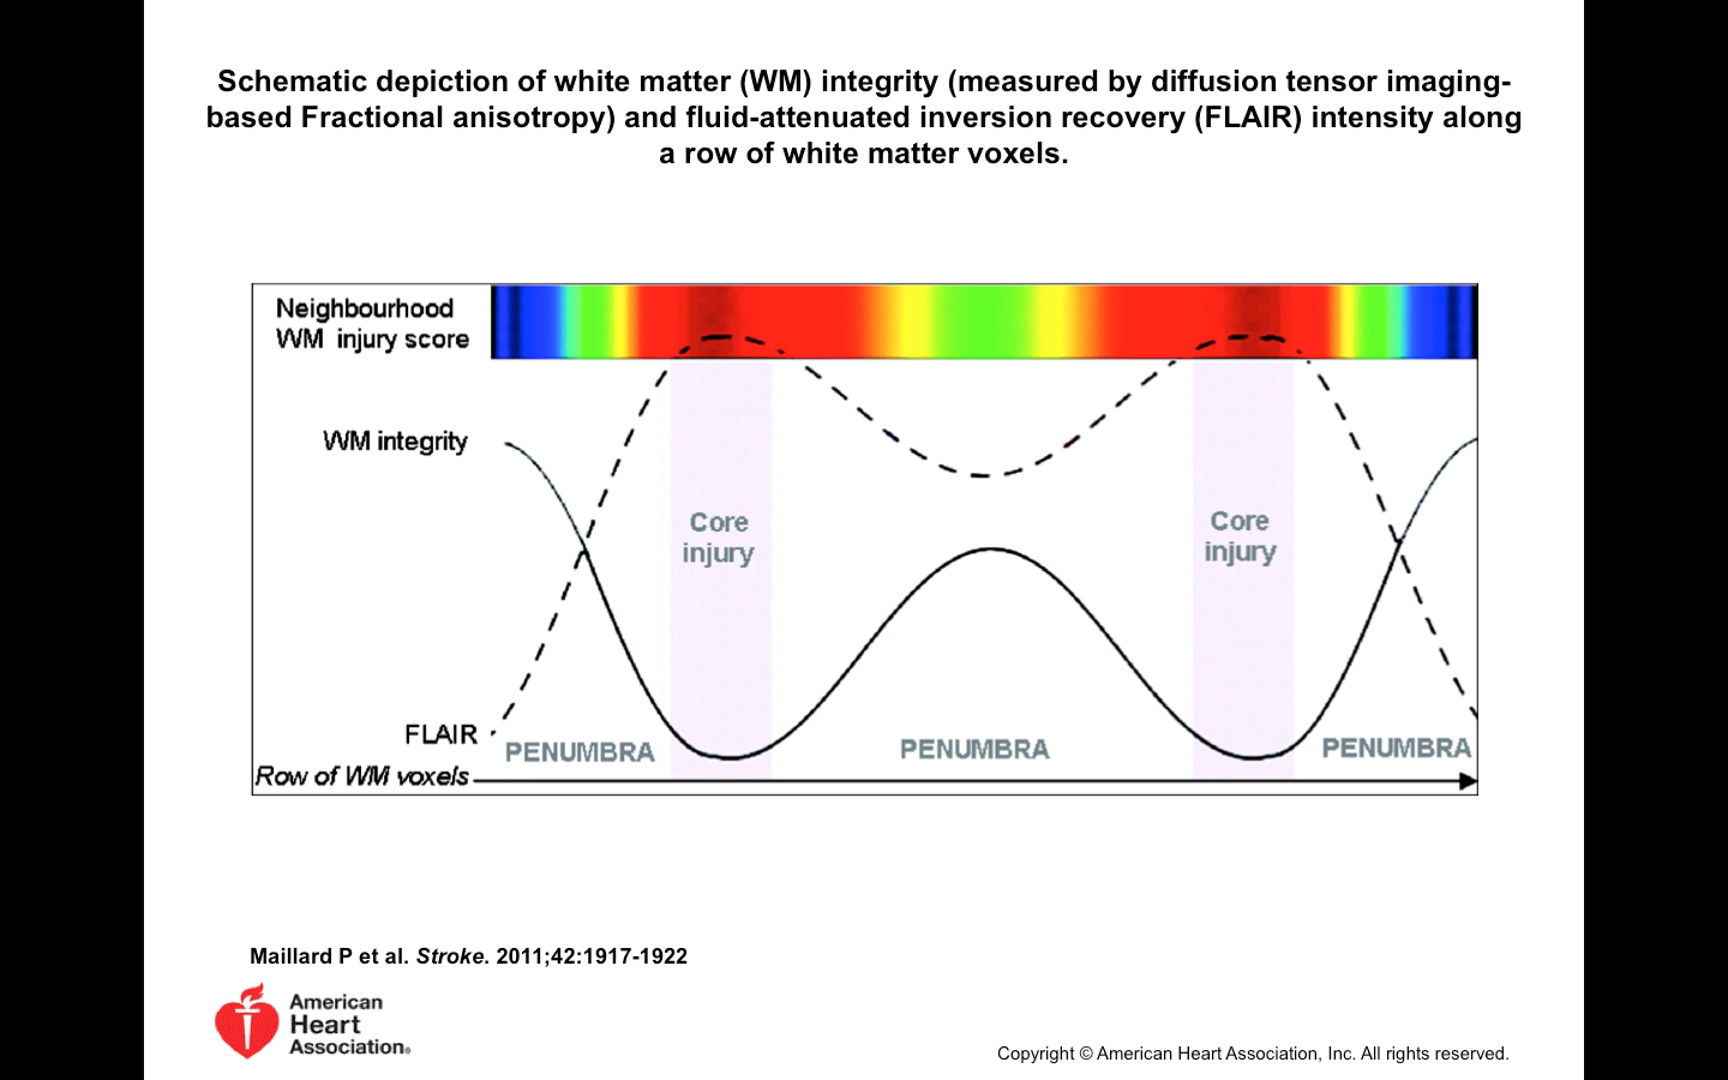 Schematic depiction of white matter (WM) integrity (measured by diffusion tensor imaging-
based Fractional anisotropy) and fluid-attenuated inversion recovery (FLAIR) intensity along
a row of white matter voxels.
Neighbourhood
WM injury score
WM integrity
Core
injury
Core
injury
FLAIR
PENUMBRA
PENUMBRA
PENUMBRA
Row of WM voxels
Maillard P et al. Stroke. 2011;42:1917-1922
American
Heart
Association®
Copyright © American Heart Association, Inc. All rights reserved.